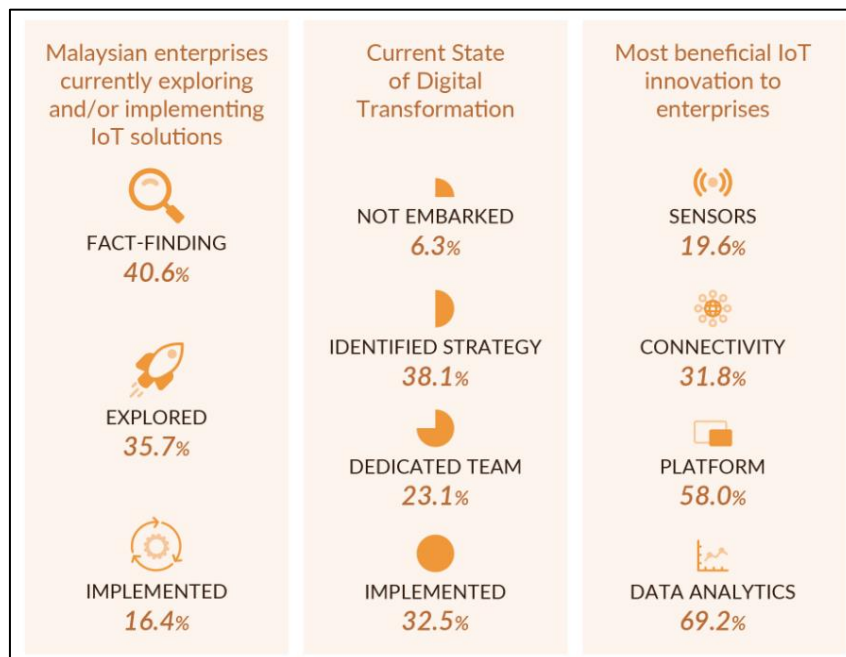 Malaysian enterprises
currently exploring
and/or implementing
IoT solutions
FACT-FINDING
40.6%
EXPLORED
35.7%
IMPLEMENTED
16.4%
Current State
of Digital
Transformation
NOT EMBARKED
6.3%
IDENTIFIED STRATEGY
38.1%
DEDICATED TEAM
23.1%
IMPLEMENTED
32.5%
Most beneficial IoT
innovation to
enterprises
SENSORS
19.6%
CONNECTIVITY
31.8%
PLATFORM
58.0%
DATA ANALYTICS
69.2%